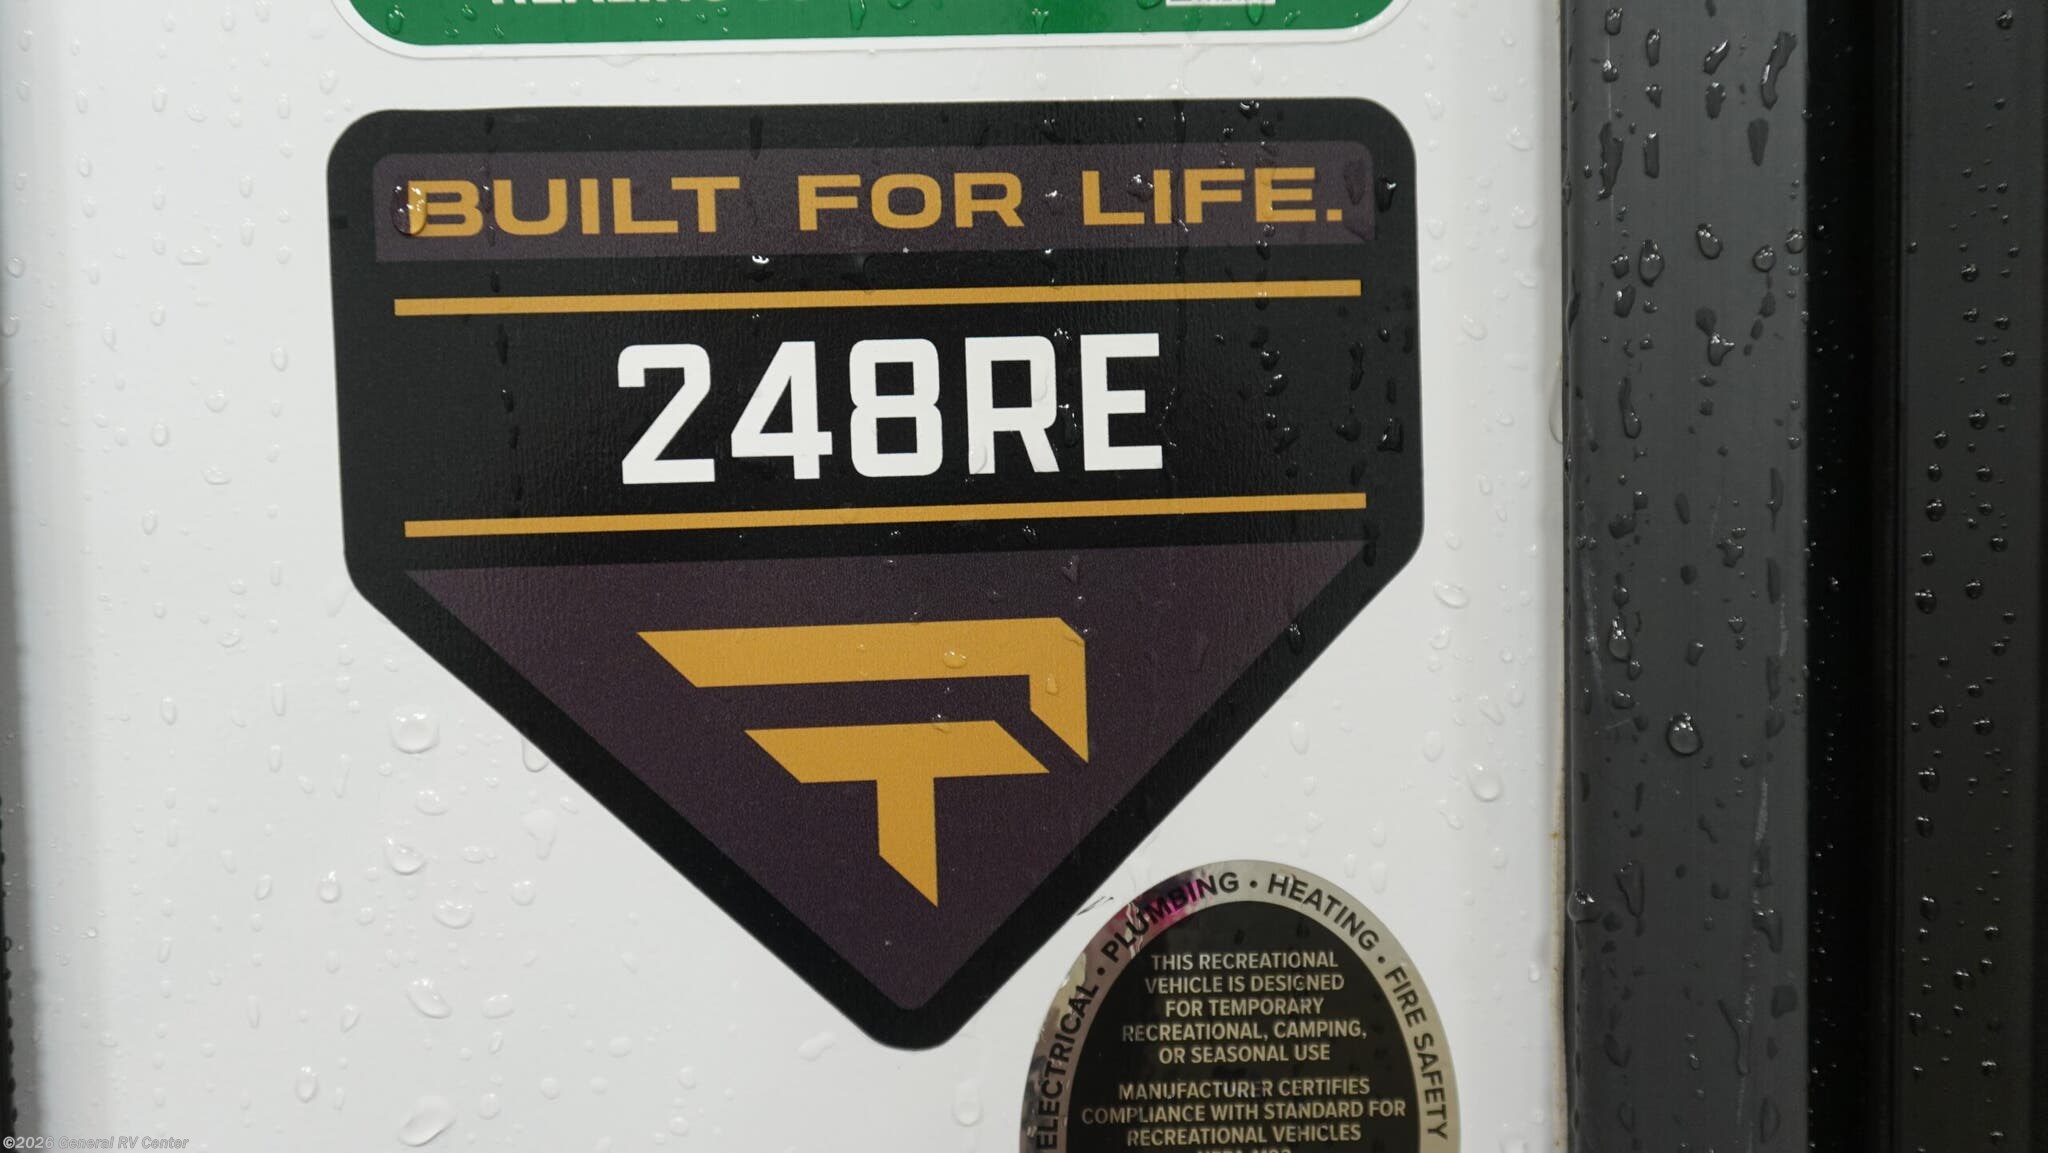 BUILT FOR LIFE.
248RE
ELECTRICAL • PLUMBING • HEATING • FIRE SAFETY
THIS RECREATIONAL
VEHICLE IS DESIGNED
FOR TEMPORARY
RECREATIONAL, CAMPING,
OR SEASONAL USE
MANUFACTURER CERTIFIES
COMPLIANCE WITH STANDARD FOR
RECREATIONAL VEHICLES
©2026 General RV Center